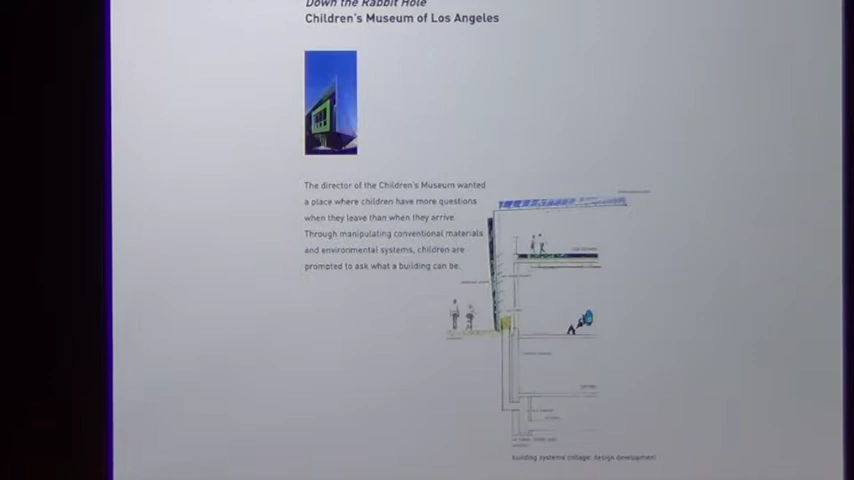 Down the Rabbit Hole
Children's Museum of Los Angeles
The director of the Children's Museum wanted
a place where children have more questions
when they leave than when they arrive.
Through manipulating conventional materials
and environmental systems, children are
prompted to ask what a building can be.
building systems collage: design development